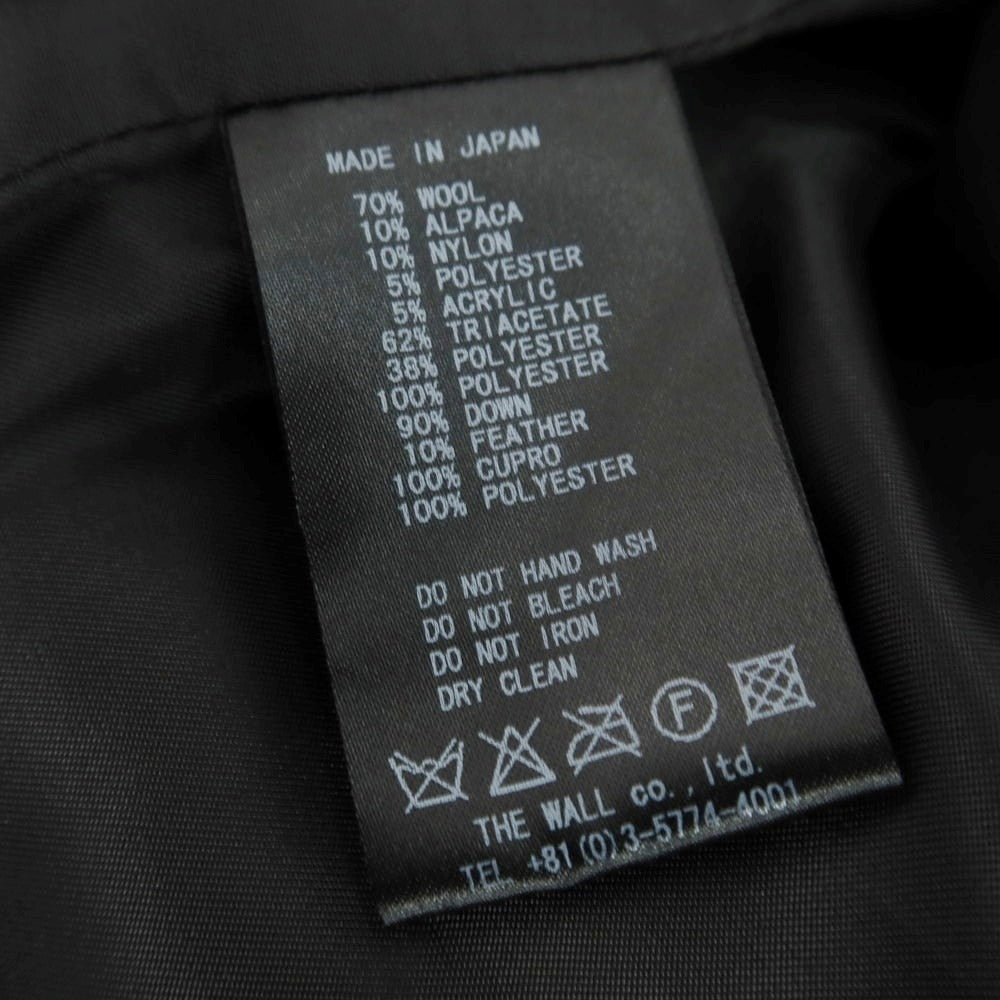 MADE IN JAPAN
70% WOOL
10% ALPACA
10% NYLON
5% POLYESTER
5% ACRYLIC
62% TRIACETATE
38% POLYESTER
100% POLYESTER
90% DOWN
10% FEATHER
100% CUPRO
100% POLYESTER
DO NOT HAND WASH
DO NOT BLEACH
DO NOT IRON
DRY CLEAN
F
THE WALL co., ltd.
TEL +81(0)3-5774-4001